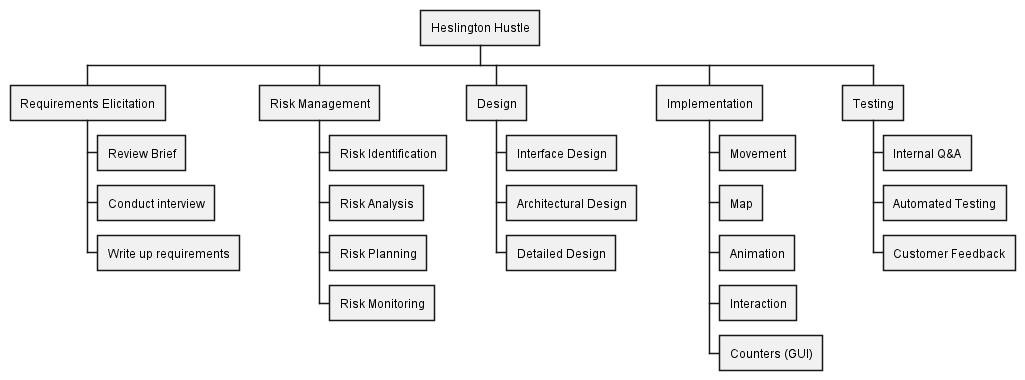 Heslington Hustle
Requirements Elicitation
Review Brief
Conduct interview
Write up requirements
Risk Management
Risk Identification
Risk Analysis
Risk Planning
Risk Monitoring
Design
Interface Design
Architectural Design
Detailed Design
Implementation
Movement
Map
Animation
Interaction
Counters (GUI)
Testing
Internal Q&A
Automated Testing
Customer Feedback